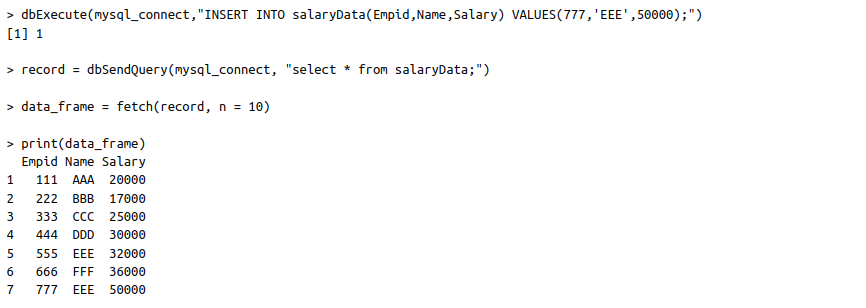 > dbExecute(mysql_connect,"INSERT INTO salaryData(Empid,Name,Salary) VALUES(777,'EEE',50000);")
[1] 1
> record = dbSendQuery(mysql_connect, "select * from salaryData;")
> data_frame = fetch(record, n = 10)
> print(data_frame)
  Empid Name Salary
1   111  AAA  20000
2   222  BBB  17000
3   333  CCC  25000
4   444  DDD  30000
5   555  EEE  32000
6   666  FFF  36000
7   777  EEE  50000